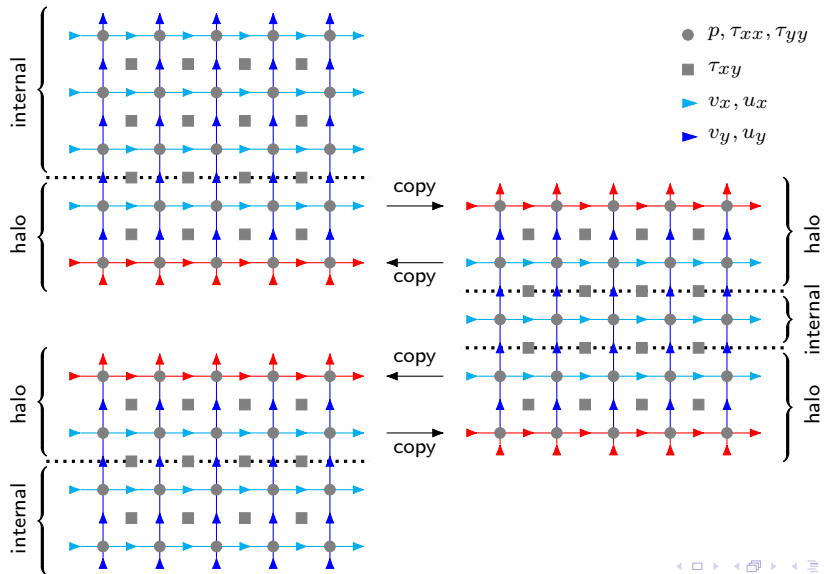 p, τxx, τyy
τxy
vx, ux
vy, uy
internal
halo
copy
copy
halo
internal
halo
copy
copy
halo
internal